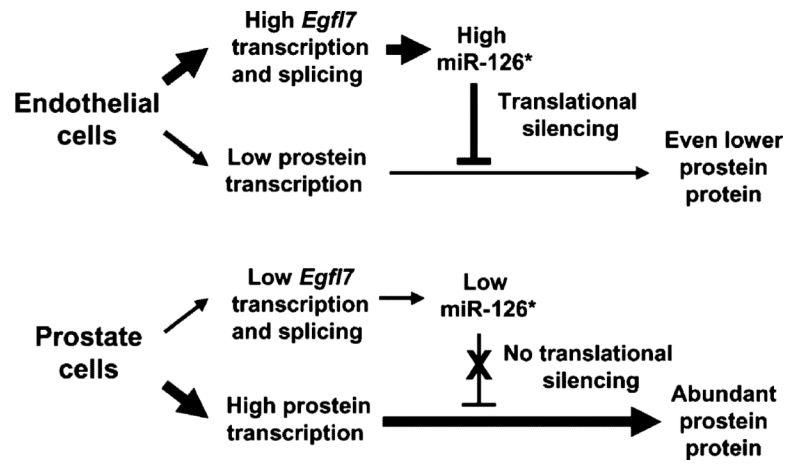 High Egfl7
transcription
and splicing
High
miR-126*
Endothelial
cells
Translational
silencing
Low prostein
transcription
Even lower
prostein
protein
Low Egfl7
transcription
and splicing
Low
miR-126*
Prostate
cells
X
No translational
silencing
High prostein
transcription
Abundant
prostein
protein